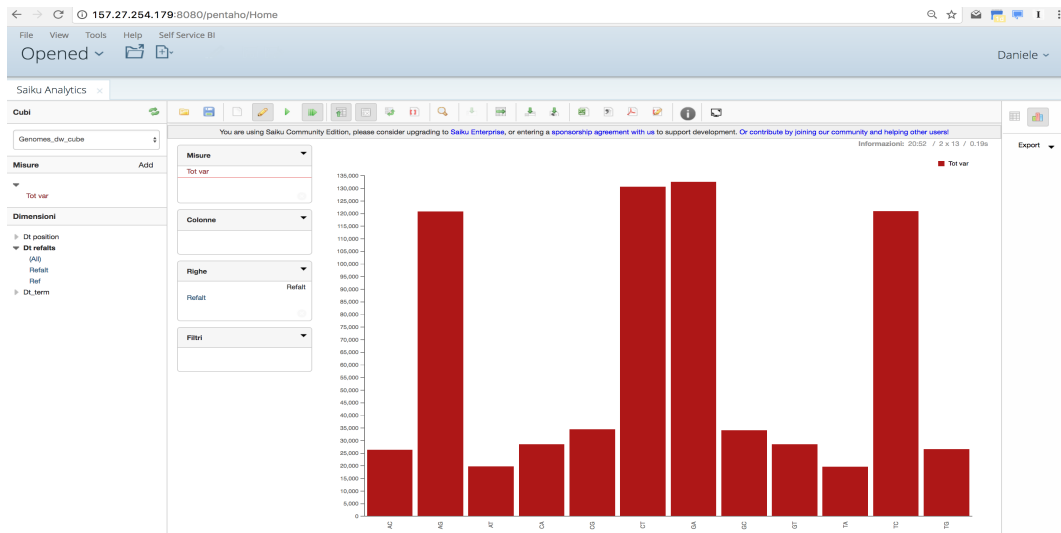 157.27.254.179:8080/pentaho/Home
File View Tools Help Self Service BI
Opened
Daniele
Saiku Analytics ×
Cubi
Genomes_dw_cube
Misure Add
Tot var
Dimensioni
Dt position
Dt refalts
(All)
Refalt
Ref
Dt_term
You are using Saiku Community Edition, please consider upgrading to Saiku Enterprise, or entering a sponsorship agreement with us to support development. Or contribute by joining our community and helping other users!
Informazioni: 20:52 / 2 x 13 / 0.19s
Export
Misure
Tot var
Colonne
Righe
Refalt
Refalt
Filtri
Tot var
135,000
130,000
125,000
120,000
115,000
110,000
105,000
100,000
95,000
90,000
85,000
80,000
75,000
70,000
65,000
60,000
55,000
50,000
45,000
40,000
35,000
30,000
25,000
20,000
15,000
10,000
5,000
0
AC AG AT CA CG CT GA GC GT TA TC TG